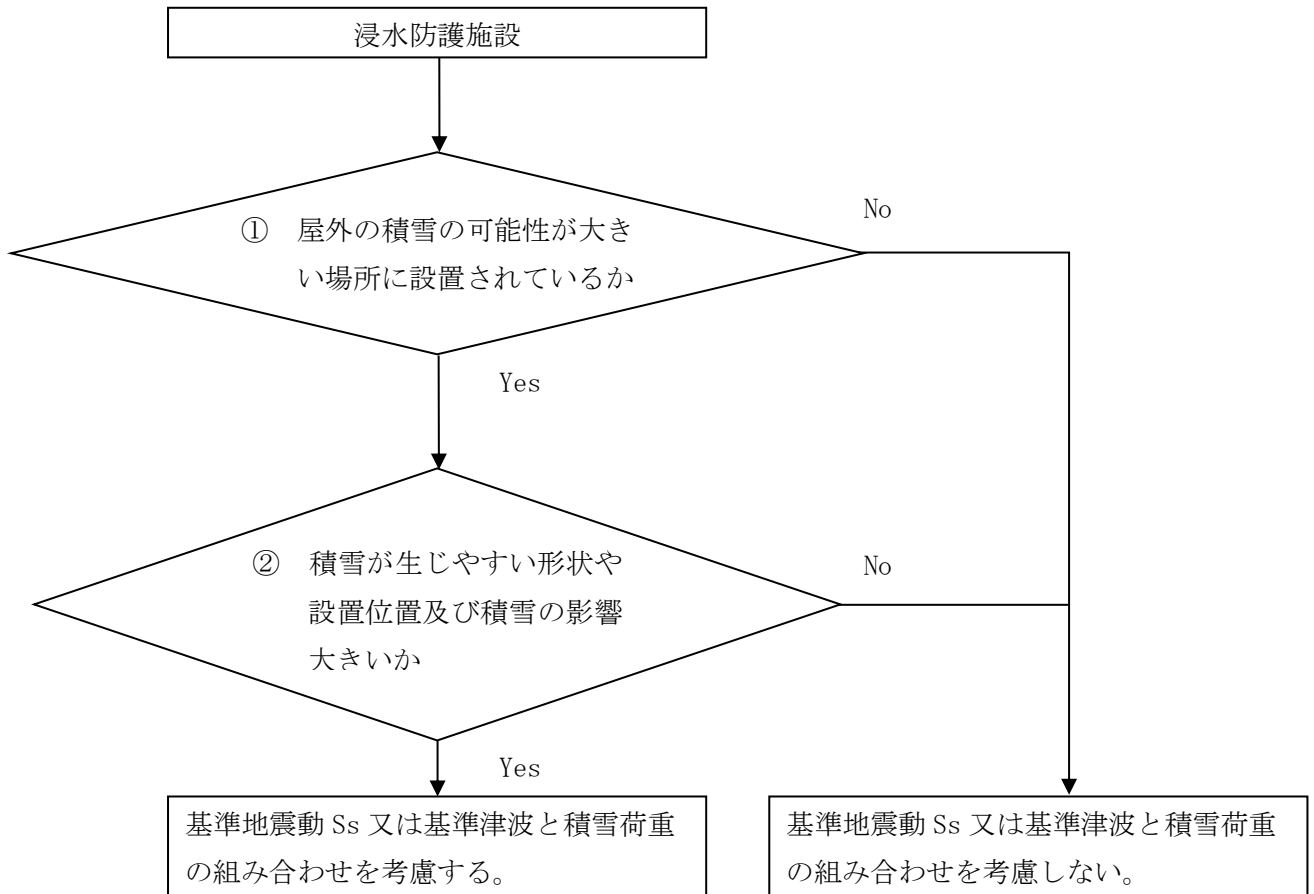 浸水防護施設
① 屋外の積雪の可能性が大き
い場所に設置されているか
No
Yes
② 積雪が生じやすい形状や
設置位置及び積雪の影響
大きいか
No
Yes
基準地震動 Ss 又は基準津波と積雪荷重
の組み合わせを考慮する。
基準地震動 Ss 又は基準津波と積雪荷重
の組み合わせを考慮しない。